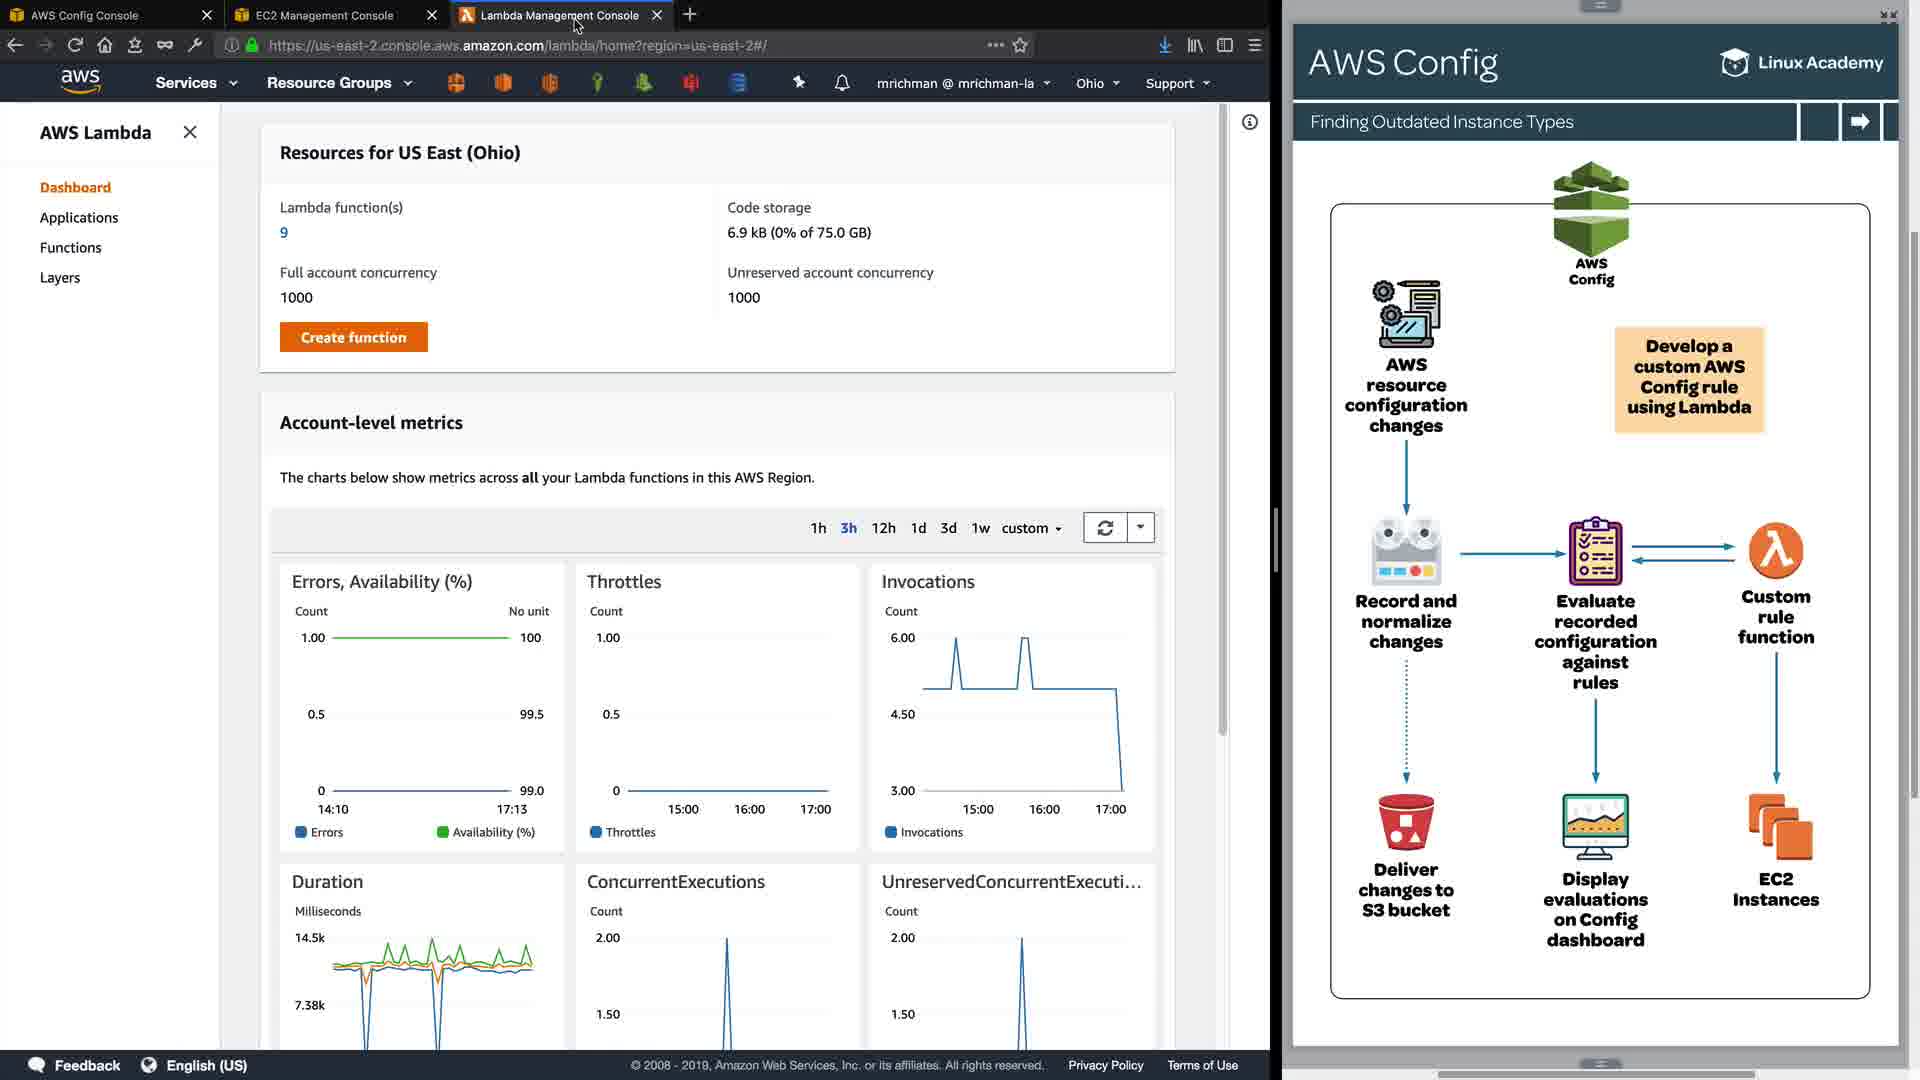 AWS Config Console
EC2 Management Console
Lambda Management Console
https://us-east-2.console.aws.amazon.com/lambda/home?region=us-east-2#/
aws
Services
Resource Groups
mrichman @ mrichman-la
Ohio
Support
AWS Lambda
Dashboard
Applications
Functions
Layers
Resources for US East (Ohio)
Lambda function(s)
9
Code storage
6.9 kB (0% of 75.0 GB)
Full account concurrency
1000
Unreserved account concurrency
1000
Create function
Account-level metrics
The charts below show metrics across all your Lambda functions in this AWS Region.
1h 3h 12h 1d 3d 1w custom
Errors, Availability (%)
Count No unit
1.00 100
0.5 99.5
0 99.0
14:10 17:13
Errors Availability (%)
Throttles
Count
1.00
0.5
0
15:00 16:00 17:00
Throttles
Invocations
Count
6.00
4.50
3.00
15:00 16:00 17:00
Invocations
Duration
Milliseconds
14.5k
7.38k
ConcurrentExecutions
Count
2.00
1.50
UnreservedConcurrentExecuti...
Count
2.00
1.50
Feedback
English (US)
© 2008 - 2019, Amazon Web Services, Inc. or its affiliates. All rights reserved.
Privacy Policy
Terms of Use
AWS Config
Linux Academy
Finding Outdated Instance Types
AWS
Config
AWS
resource
configuration
changes
Develop a
custom AWS
Config rule
using Lambda
Record and
normalize
changes
Evaluate
recorded
configuration
against
rules
Custom
rule
function
Deliver
changes to
S3 bucket
Display
evaluations
on Config
dashboard
EC2
Instances